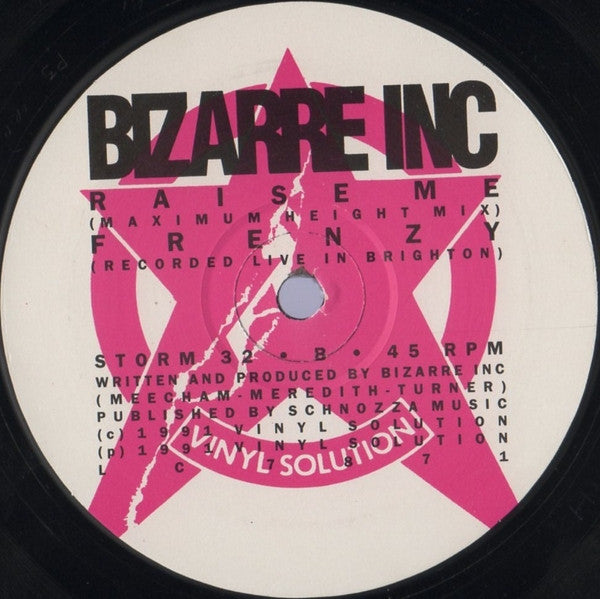 BIZARRE INC
RAISE ME
(MAXIMUM HEIGHT MIX)
FRENZY
(RECORDED LIVE IN BRIGHTON)
STORM 32 • B • 45 RPM
WRITTEN AND PRODUCED BY BIZARRE INC
(MEECHAM-MEREDITH-TURNER)
PUBLISHED BY SCHNOZZA MUSIC
(c) 1991 VINYL SOLUTION
(p) 1991 VINYL SOLUTION
LC 7871
VINYL SOLUTION